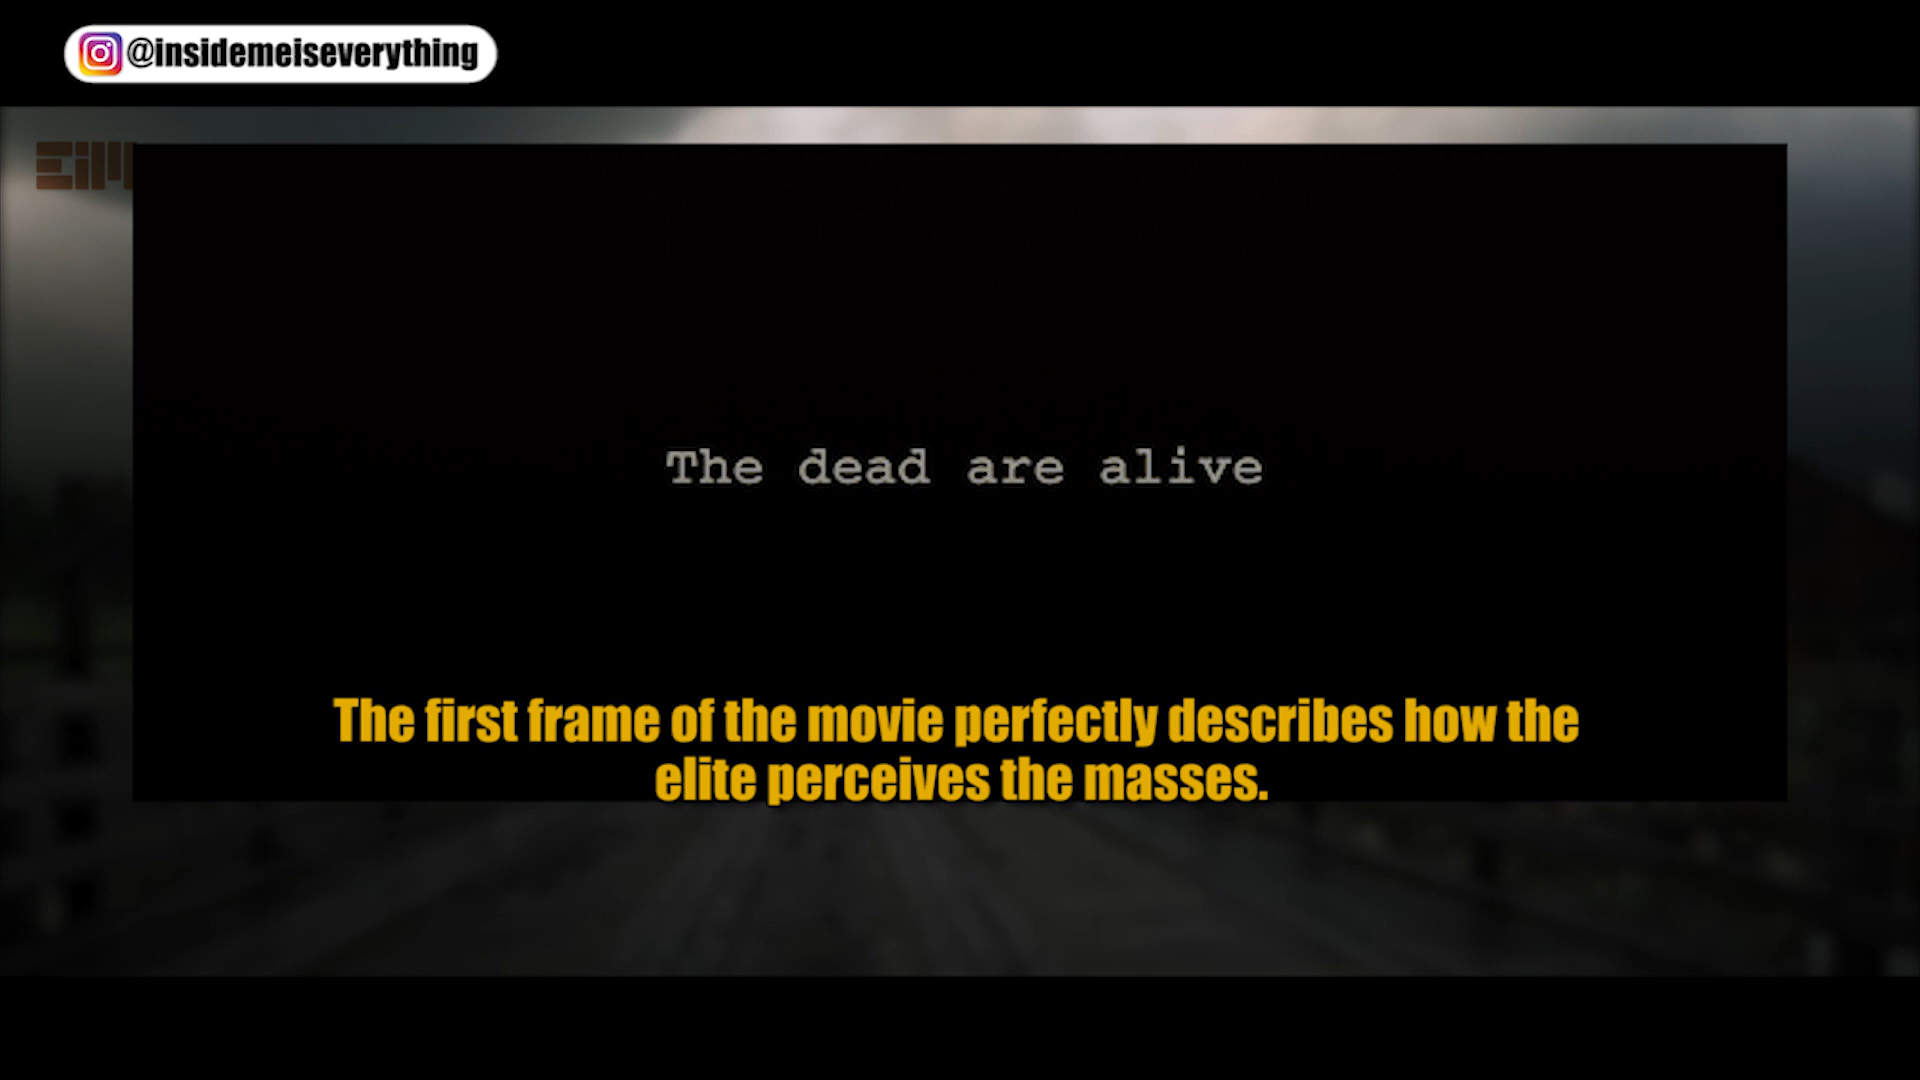 @insidemeiseverything
EiM
The dead are alive
The first frame of the movie perfectly describes how the
elite perceives the masses.